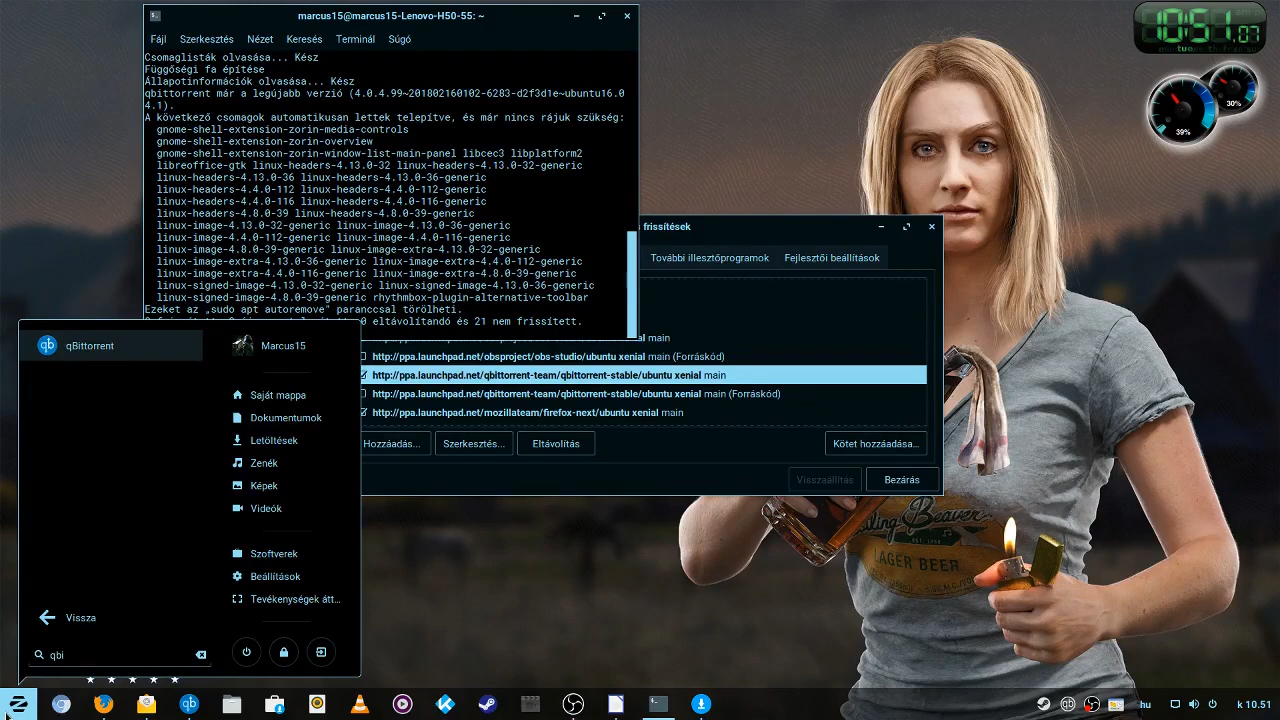 marcus15@marcus15-Lenovo-H50-55: ~
Fájl Szerkesztés Nézet Keresés Terminál Súgó
Csomaglisták olvasása... Kész
Függőségi fa építése
Állapotinformációk olvasása... Kész
qbittorrent már a legújabb verzió (4.0.4.99~201802160102-6283-d2f3d1e~ubuntu16.0
4.1).
A következő csomagok automatikusan lettek telepítve, és már nincs rájuk szükség:
gnome-shell-extension-zorin-media-controls
gnome-shell-extension-zorin-overview
gnome-shell-extension-zorin-window-list-main-panel libcec3 libplatform2
libreoffice-gtk linux-headers-4.13.0-32 linux-headers-4.13.0-32-generic
linux-headers-4.13.0-36 linux-headers-4.13.0-36-generic
linux-headers-4.4.0-112 linux-headers-4.4.0-112-generic
linux-headers-4.4.0-116 linux-headers-4.4.0-116-generic
linux-headers-4.8.0-39 linux-headers-4.8.0-39-generic
linux-image-4.13.0-32-generic linux-image-4.13.0-36-generic
linux-image-4.4.0-112-generic linux-image-4.4.0-116-generic
linux-image-4.8.0-39-generic linux-image-extra-4.13.0-32-generic
linux-image-extra-4.13.0-36-generic linux-image-extra-4.4.0-112-generic
linux-image-extra-4.4.0-116-generic linux-image-extra-4.8.0-39-generic
linux-signed-image-4.13.0-32-generic linux-signed-image-4.13.0-36-generic
linux-signed-image-4.8.0-39-generic rhythmbox-plugin-alternative-toolbar
Ezeket az „sudo apt autoremove” paranccsal törölheti.
0 eltávolítandó és 21 nem frissített.
frissítések
További illesztőprogramok Fejlesztői beállítások
main
http://ppa.launchpad.net/obsproject/obs-studio/ubuntu xenial main (Forráskód)
http://ppa.launchpad.net/qbittorrent-team/qbittorrent-stable/ubuntu xenial main
http://ppa.launchpad.net/qbittorrent-team/qbittorrent-stable/ubuntu xenial main (Forráskód)
http://ppa.launchpad.net/mozillateam/firefox-next/ubuntu xenial main
Hozzáadás... Szerkesztés... Eltávolítás Kötet hozzáadása...
Visszaállítás Bezárás
qBittorrent
Vissza
qbi
Marcus15
Saját mappa
Dokumentumok
Letöltések
Zenék
Képek
Videók
Szoftverek
Beállítások
Tevékenységek átt...
10:51.07
tue
39%
30%
Beaver
LAGER BEER
hu
k 10.51